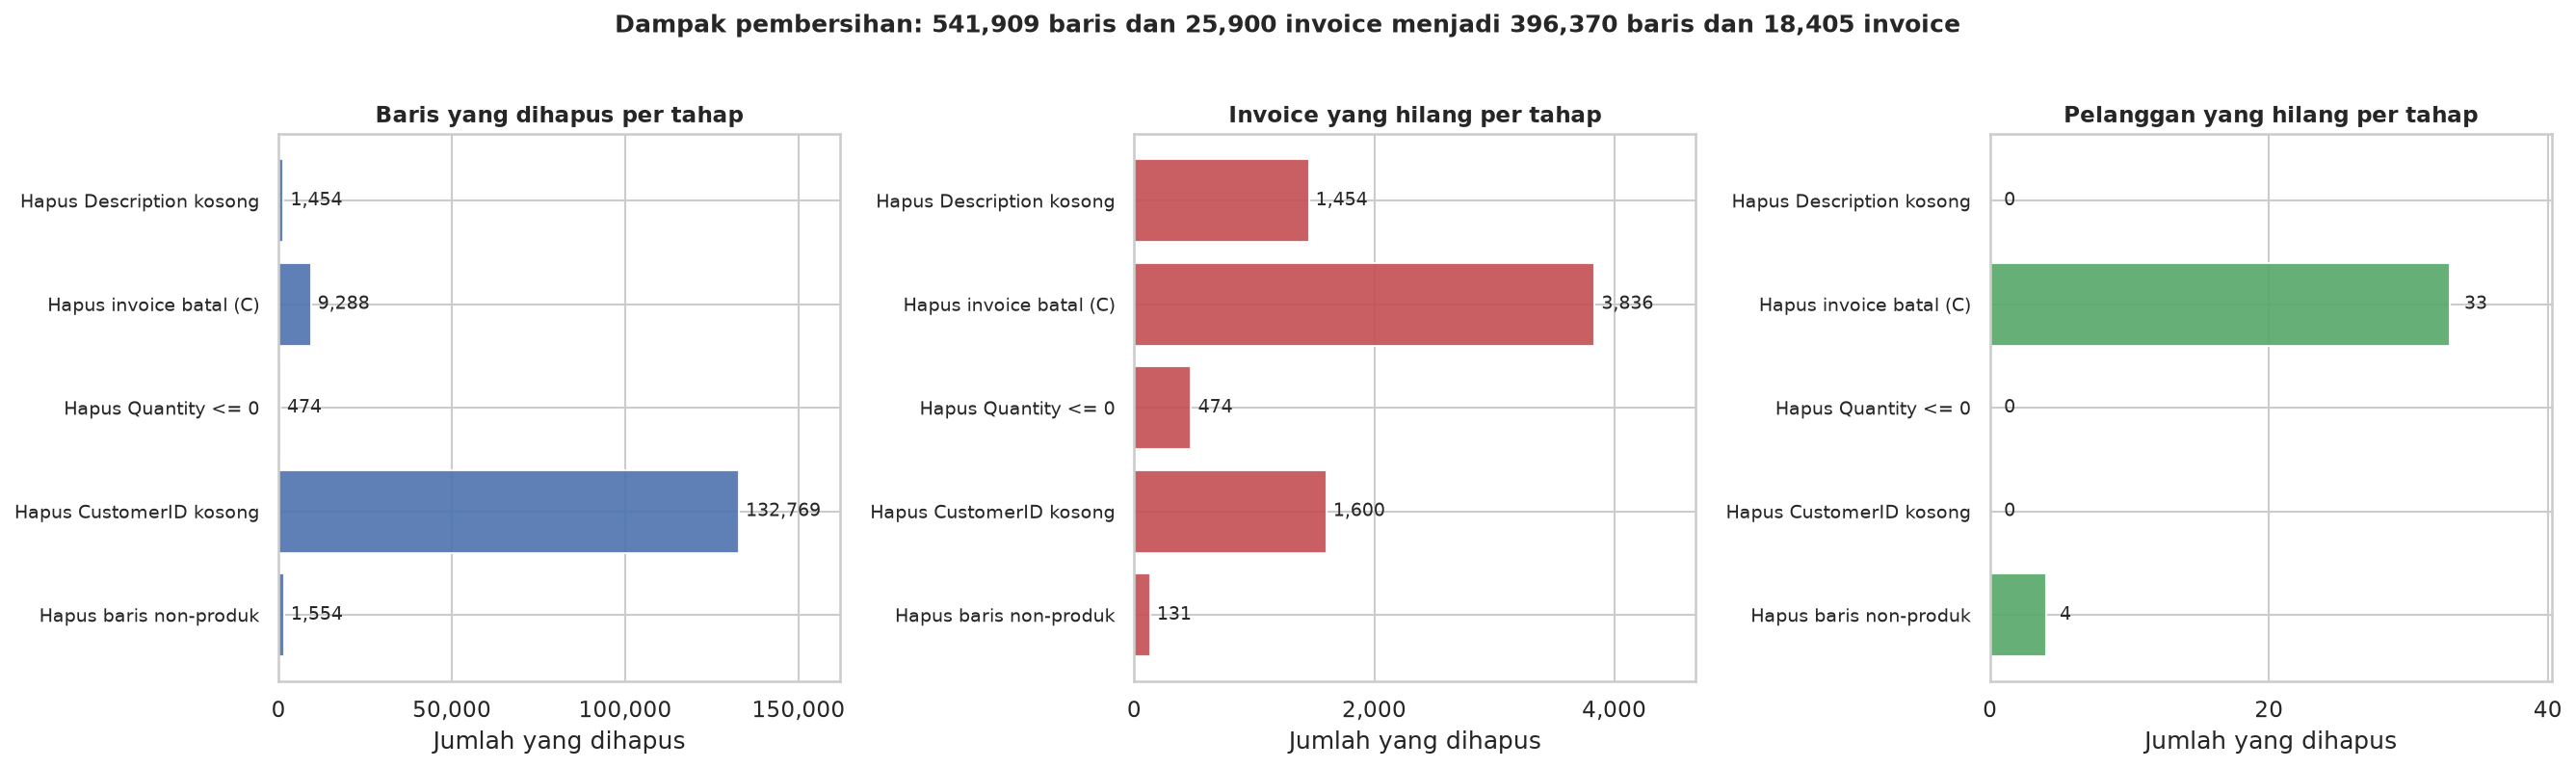 Dampak pembersihan: 541,909 baris dan 25,900 invoice menjadi 396,370 baris dan 18,405 invoice
Baris yang dihapus per tahap
Hapus Description kosong
1,454
Hapus invoice batal (C)
9,288
Hapus Quantity <= 0
474
Hapus CustomerID kosong
132,769
Hapus baris non-produk
1,554
0
50,000
100,000
150,000
Jumlah yang dihapus
Invoice yang hilang per tahap
Hapus Description kosong
1,454
Hapus invoice batal (C)
3,836
Hapus Quantity <= 0
474
Hapus CustomerID kosong
1,600
Hapus baris non-produk
131
0
2,000
4,000
Jumlah yang dihapus
Pelanggan yang hilang per tahap
Hapus Description kosong
0
Hapus invoice batal (C)
33
Hapus Quantity <= 0
0
Hapus CustomerID kosong
0
Hapus baris non-produk
4
0
20
40
Jumlah yang dihapus